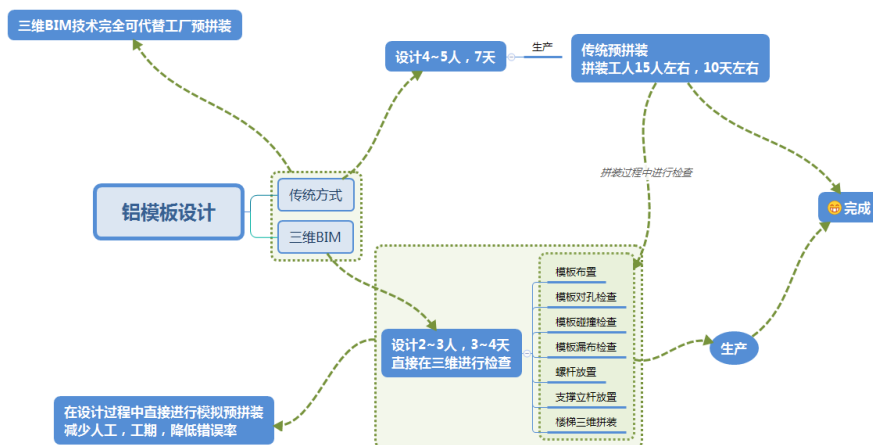 三维BIM技术完全可代替工厂预拼装
设计4~5人，7天
生产
传统预拼装
拼装工人15人左右，10天左右
拼装过程中进行检查
铝模板设计
传统方式
三维BIM
完成
设计2~3人，3~4天
直接在三维进行检查
模板布置
模板对孔检查
模板碰撞检查
模板漏布检查
螺杆放置
支撑立杆放置
楼梯三维拼装
生产
在设计过程中直接进行模拟预拼装
减少人工，工期，降低错误率